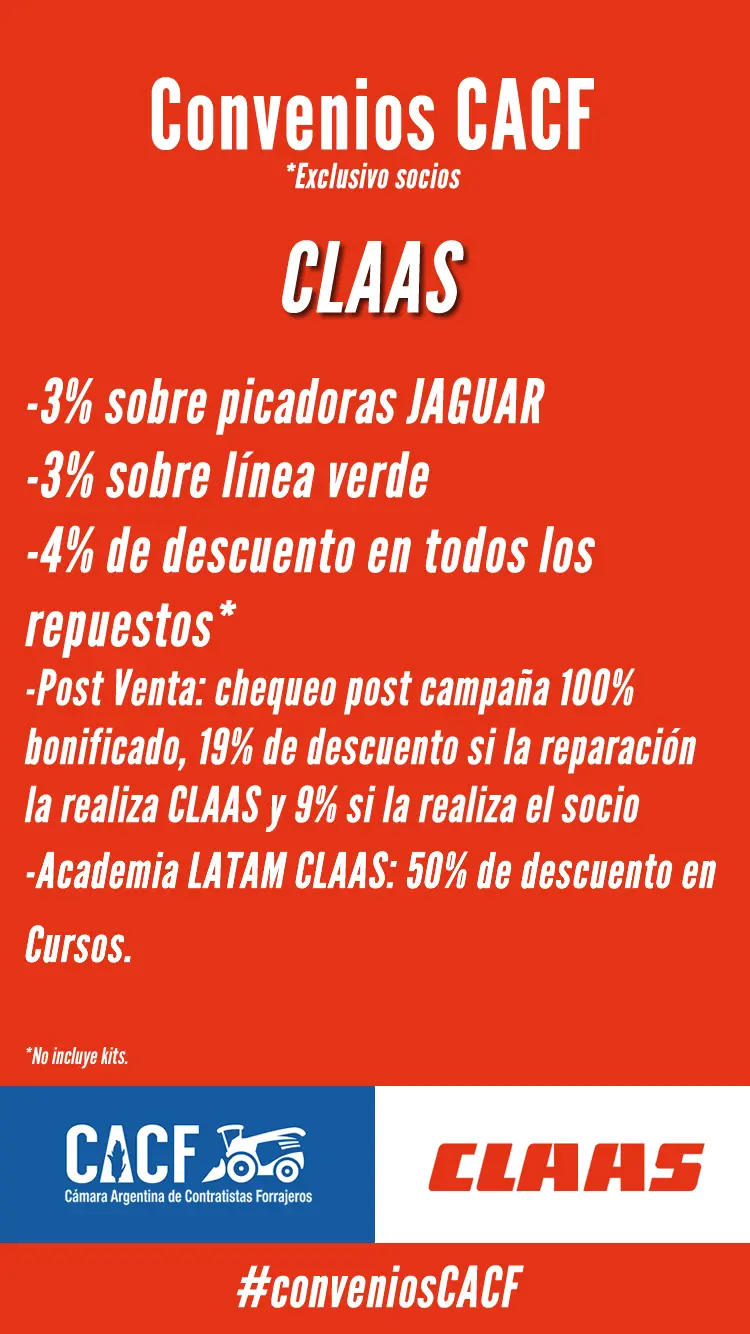 Convenios CACF
*Exclusivo socios
CLAAS
-3% sobre picadoras JAGUAR
-3% sobre línea verde
-4% de descuento en todos los
repuestos*
-Post Venta: chequeo post campaña 100%
bonificado, 19% de descuento si la reparación
la realiza CLAAS y 9% si la realiza el socio
-Academia LATAM CLAAS: 50% de descuento en
Cursos.
*No incluye kits.
CACF
Cámara Argentina de Contratistas Forrajeros
CLAAS
#conveniosCACF